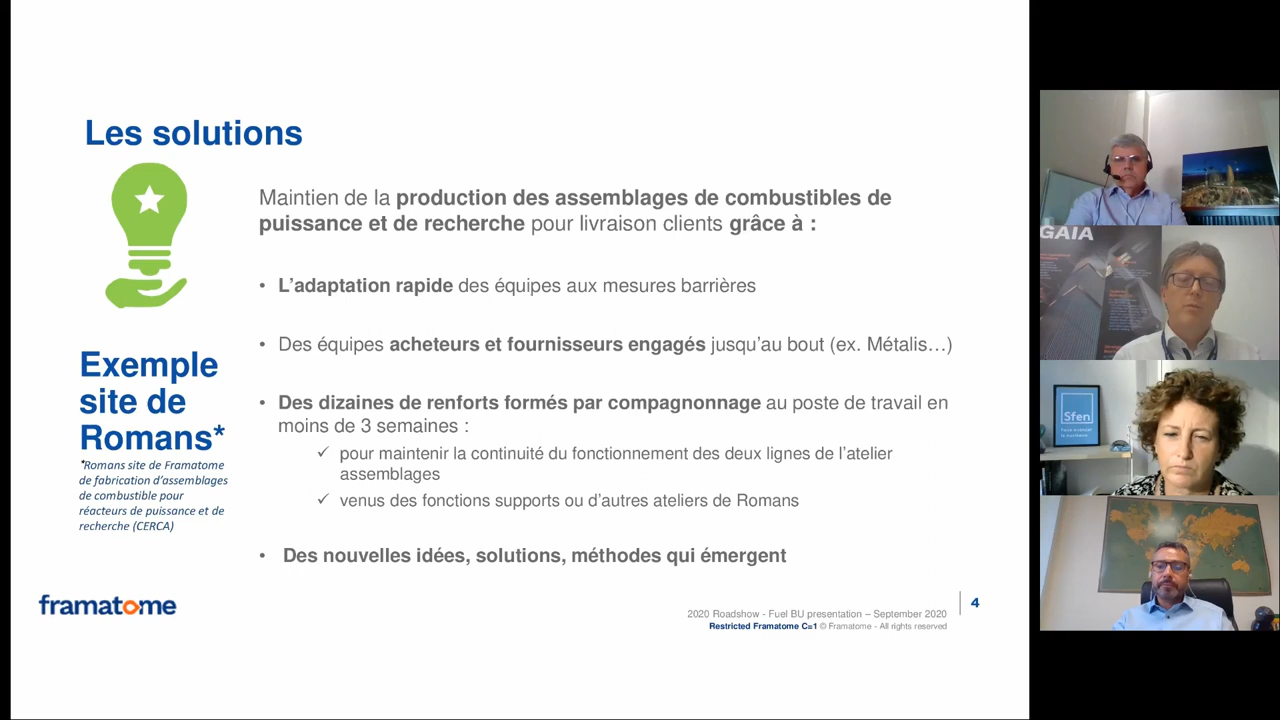 Les solutions
Maintien de la production des assemblages de combustibles de
puissance et de recherche pour livraison clients grâce à :
• L’adaptation rapide des équipes aux mesures barrières
• Des équipes acheteurs et fournisseurs engagés jusqu’au bout (ex. Métalis…)
Exemple
site de
Romans*
*Romans site de Framatome
de fabrication d’assemblages
de combustible pour
réacteurs de puissance et de
recherche (CERCA)
• Des dizaines de renforts formés par compagnonnage au poste de travail en
moins de 3 semaines :
✓ pour maintenir la continuité du fonctionnement des deux lignes de l’atelier
assemblages
✓ venus des fonctions supports ou d’autres ateliers de Romans
• Des nouvelles idées, solutions, méthodes qui émergent
framatome
2020 Roadshow - Fuel BU presentation – September 2020
Restricted Framatome C=1 © Framatome - All rights reserved
4
GAIA
Sfen